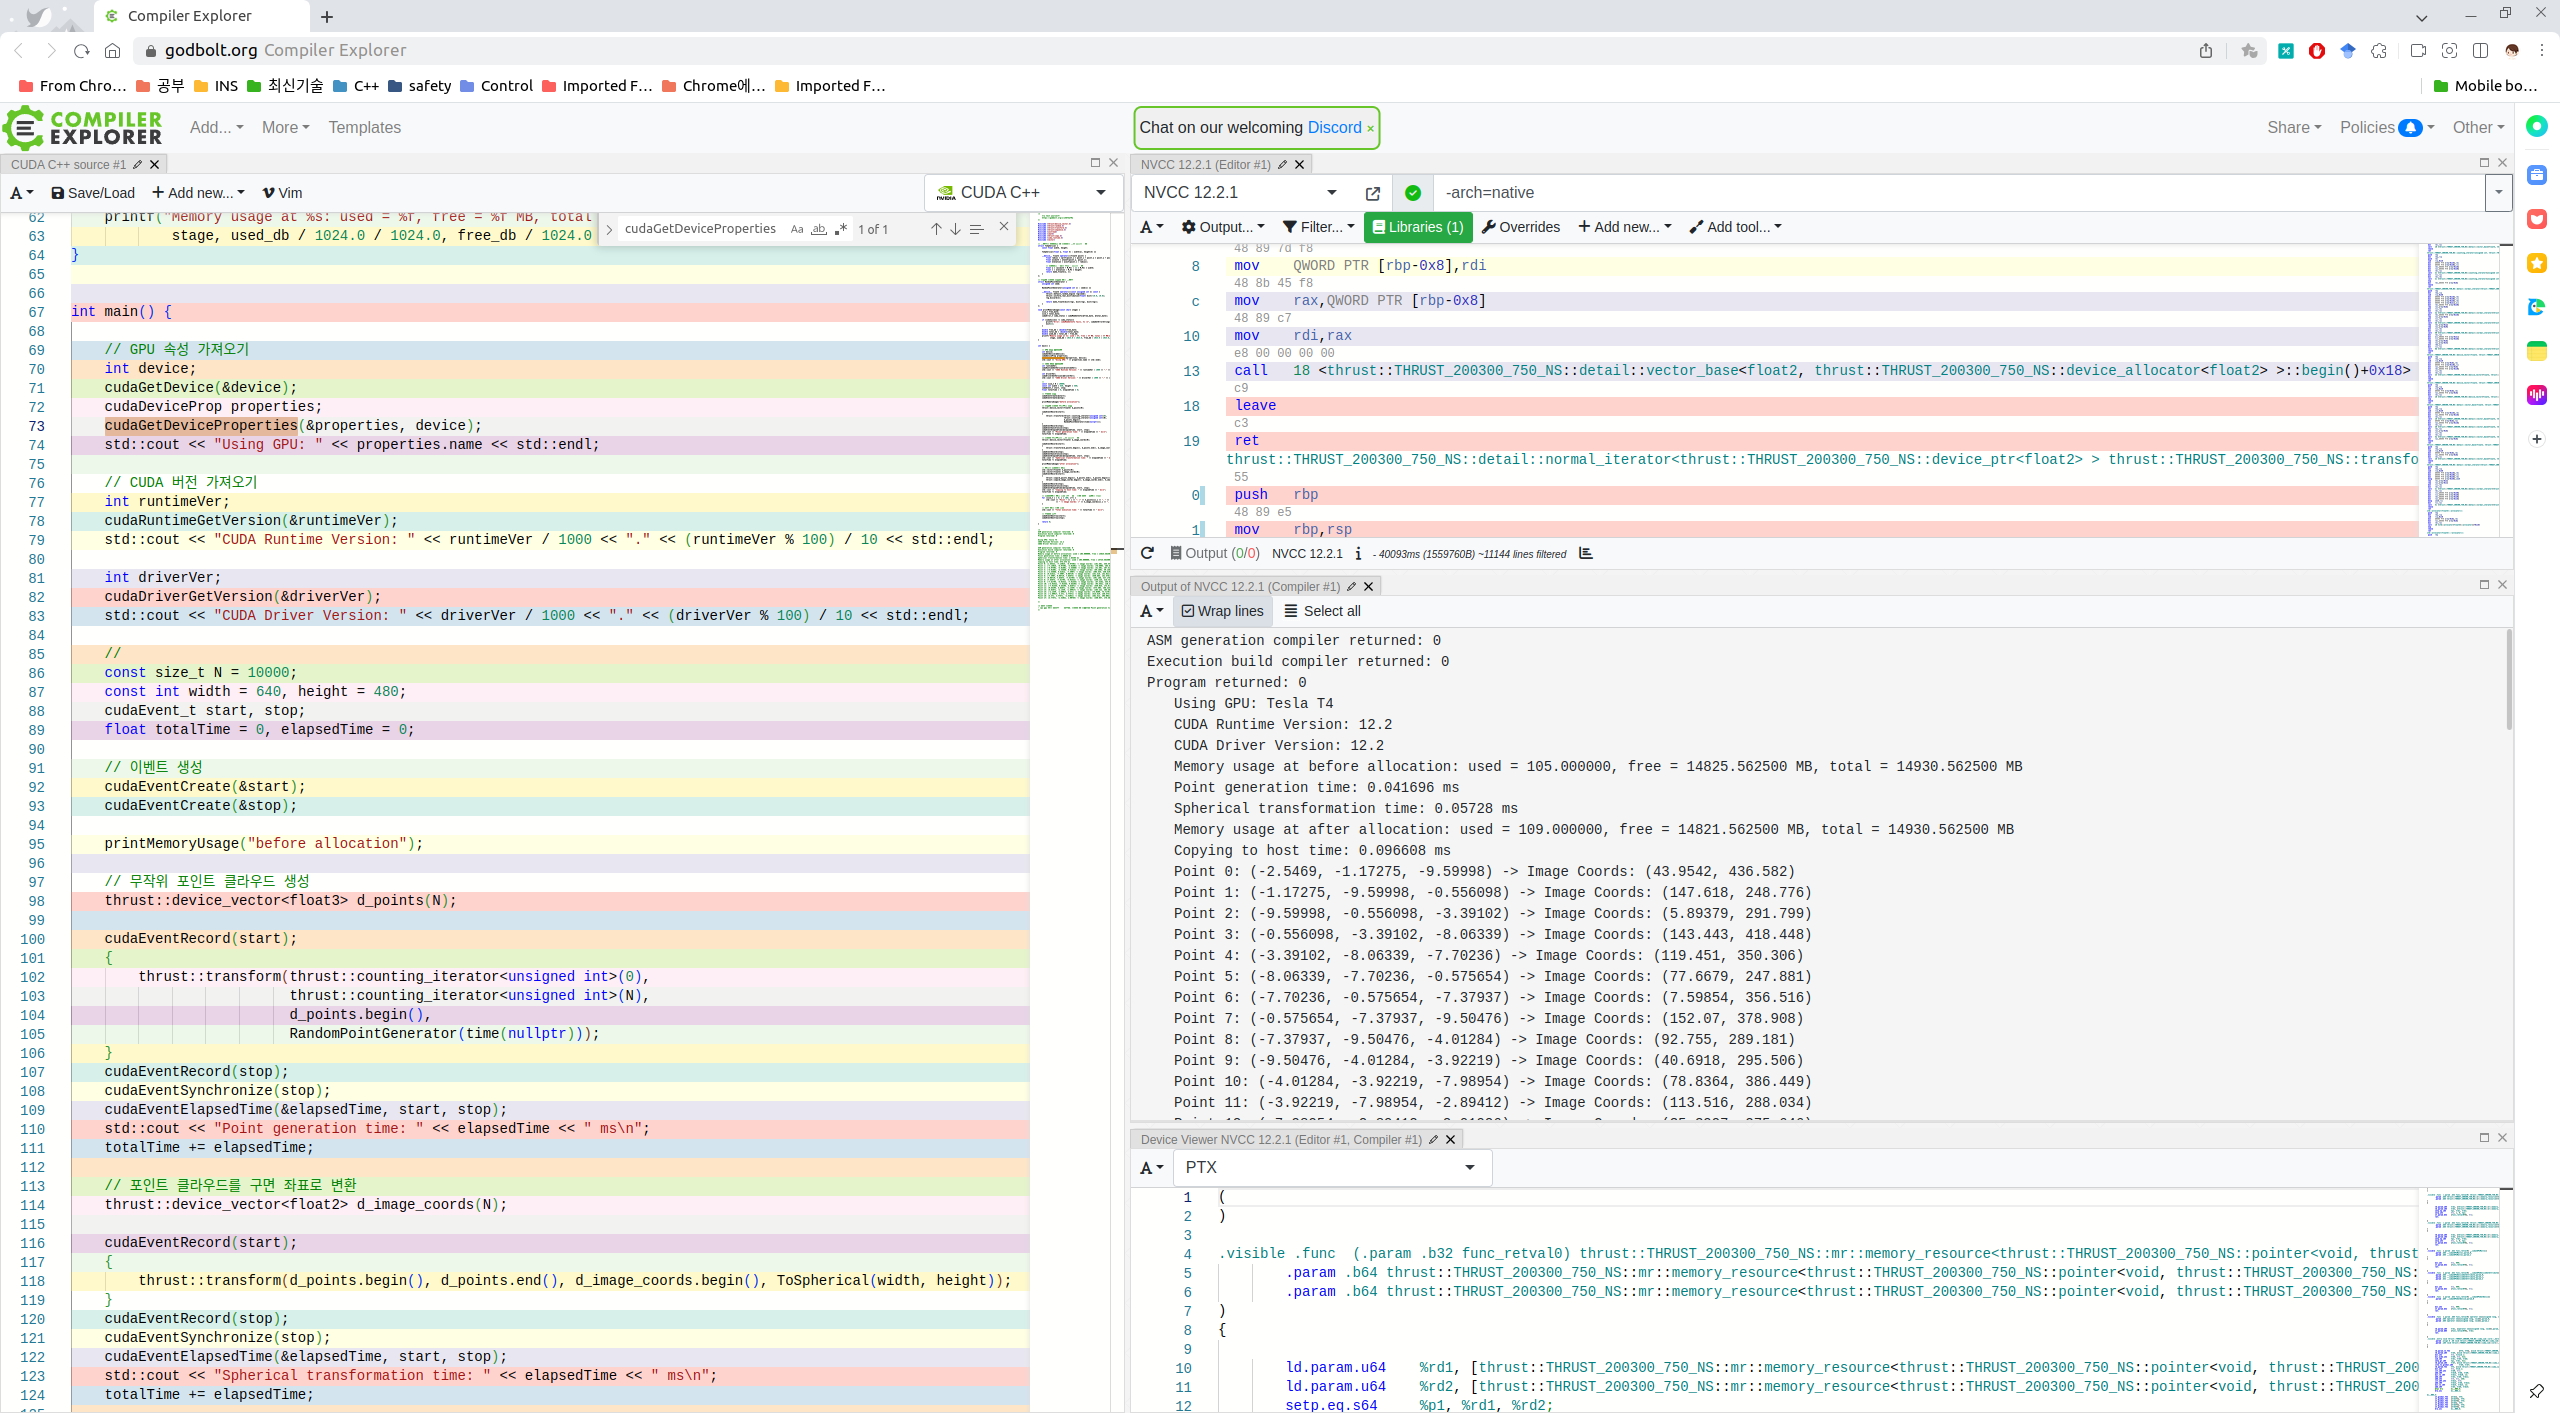 Compiler Explorer
godbolt.org Compiler Explorer
From Chro... 공부 INS 최신기술 C++ safety Control Imported F... Chrome에... Imported F... Mobile bo...
COMPILER EXPLORER Add... More Templates Chat on our welcoming Discord × Share Policies Other
CUDA C++ source #1
A Save/Load + Add new... Vim CUDA C++
cudaGetDeviceProperties Aa ab 1 of 1
62 printf("Memory usage at %s: used = %f, free = %f MB, total
63 stage, used_db / 1024.0 / 1024.0, free_db / 1024.0
64 }
65
66
67 int main() {
68
69 // GPU 속성 가져오기
70 int device;
71 cudaGetDevice(&device);
72 cudaDeviceProp properties;
73 cudaGetDeviceProperties(&properties, device);
74 std::cout << "Using GPU: " << properties.name << std::endl;
75
76 // CUDA 버전 가져오기
77 int runtimeVer;
78 cudaRuntimeGetVersion(&runtimeVer);
79 std::cout << "CUDA Runtime Version: " << runtimeVer / 1000 << "." << (runtimeVer % 100) / 10 << std::endl;
80
81 int driverVer;
82 cudaDriverGetVersion(&driverVer);
83 std::cout << "CUDA Driver Version: " << driverVer / 1000 << "." << (driverVer % 100) / 10 << std::endl;
84
85 //
86 const size_t N = 10000;
87 const int width = 640, height = 480;
88 cudaEvent_t start, stop;
89 float totalTime = 0, elapsedTime = 0;
90
91 // 이벤트 생성
92 cudaEventCreate(&start);
93 cudaEventCreate(&stop);
94
95 printMemoryUsage("before allocation");
96
97 // 무작위 포인트 클라우드 생성
98 thrust::device_vector<float3> d_points(N);
99
100 cudaEventRecord(start);
101 {
102 thrust::transform(thrust::counting_iterator<unsigned int>(0),
103 thrust::counting_iterator<unsigned int>(N),
104 d_points.begin(),
105 RandomPointGenerator(time(nullptr)));
106 }
107 cudaEventRecord(stop);
108 cudaEventSynchronize(stop);
109 cudaEventElapsedTime(&elapsedTime, start, stop);
110 std::cout << "Point generation time: " << elapsedTime << " ms\n";
111 totalTime += elapsedTime;
112
113 // 포인트 클라우드를 구면 좌표로 변환
114 thrust::device_vector<float2> d_image_coords(N);
115
116 cudaEventRecord(start);
117 {
118 thrust::transform(d_points.begin(), d_points.end(), d_image_coords.begin(), ToSpherical(width, height));
119 }
120 cudaEventRecord(stop);
121 cudaEventSynchronize(stop);
122 cudaEventElapsedTime(&elapsedTime, start, stop);
123 std::cout << "Spherical transformation time: " << elapsedTime << " ms\n";
124 totalTime += elapsedTime;
NVCC 12.2.1 (Editor #1)
NVCC 12.2.1 -arch=native
A Output... Filter... Libraries (1) Overrides + Add new... Add tool...
48 89 7d f8
8 mov QWORD PTR [rbp-0x8],rdi
48 8b 45 f8
c mov rax,QWORD PTR [rbp-0x8]
48 89 c7
10 mov rdi,rax
e8 00 00 00 00
13 call 18 <thrust::THRUST_200300_750_NS::detail::vector_base<float2, thrust::THRUST_200300_750_NS::device_allocator<float2> >::begin()+0x18>
c9
18 leave
c3
19 ret
thrust::THRUST_200300_750_NS::detail::normal_iterator<thrust::THRUST_200300_750_NS::device_ptr<float2> > thrust::THRUST_200300_750_NS::transfo
55
0 push rbp
48 89 e5
1 mov rbp,rsp
Output (0/0) NVCC 12.2.1 i - 40093ms (1559760B) ~11144 lines filtered
Output of NVCC 12.2.1 (Compiler #1)
A Wrap lines Select all
ASM generation compiler returned: 0
Execution build compiler returned: 0
Program returned: 0
Using GPU: Tesla T4
CUDA Runtime Version: 12.2
CUDA Driver Version: 12.2
Memory usage at before allocation: used = 105.000000, free = 14825.562500 MB, total = 14930.562500 MB
Point generation time: 0.041696 ms
Spherical transformation time: 0.05728 ms
Memory usage at after allocation: used = 109.000000, free = 14821.562500 MB, total = 14930.562500 MB
Copying to host time: 0.096608 ms
Point 0: (-2.5469, -1.17275, -9.59998) -> Image Coords: (43.9542, 436.582)
Point 1: (-1.17275, -9.59998, -0.556098) -> Image Coords: (147.618, 248.776)
Point 2: (-9.59998, -0.556098, -3.39102) -> Image Coords: (5.89379, 291.799)
Point 3: (-0.556098, -3.39102, -8.06339) -> Image Coords: (143.443, 418.448)
Point 4: (-3.39102, -8.06339, -7.70236) -> Image Coords: (119.451, 350.306)
Point 5: (-8.06339, -7.70236, -0.575654) -> Image Coords: (77.6679, 247.881)
Point 6: (-7.70236, -0.575654, -7.37937) -> Image Coords: (7.59854, 356.516)
Point 7: (-0.575654, -7.37937, -9.50476) -> Image Coords: (152.07, 378.908)
Point 8: (-7.37937, -9.50476, -4.01284) -> Image Coords: (92.755, 289.181)
Point 9: (-9.50476, -4.01284, -3.92219) -> Image Coords: (40.6918, 295.506)
Point 10: (-4.01284, -3.92219, -7.98954) -> Image Coords: (78.8364, 386.449)
Point 11: (-3.92219, -7.98954, -2.89412) -> Image Coords: (113.516, 288.034)
Device Viewer NVCC 12.2.1 (Editor #1, Compiler #1)
A PTX
1 (
2 )
3
4 .visible .func (.param .b32 func_retval0) thrust::THRUST_200300_750_NS::mr::memory_resource<thrust::THRUST_200300_750_NS::pointer<void, thrust
5 .param .b64 thrust::THRUST_200300_750_NS::mr::memory_resource<thrust::THRUST_200300_750_NS::pointer<void, thrust::THRUST_200300_750_NS:
6 .param .b64 thrust::THRUST_200300_750_NS::mr::memory_resource<thrust::THRUST_200300_750_NS::pointer<void, thrust::THRUST_200300_750_NS:
7 )
8 {
9
10 ld.param.u64 %rd1, [thrust::THRUST_200300_750_NS::mr::memory_resource<thrust::THRUST_200300_750_NS::pointer<void, thrust::THRUST_200
11 ld.param.u64 %rd2, [thrust::THRUST_200300_750_NS::mr::memory_resource<thrust::THRUST_200300_750_NS::pointer<void, thrust::THRUST_200
12 setp.eq.s64 %p1, %rd1, %rd2;